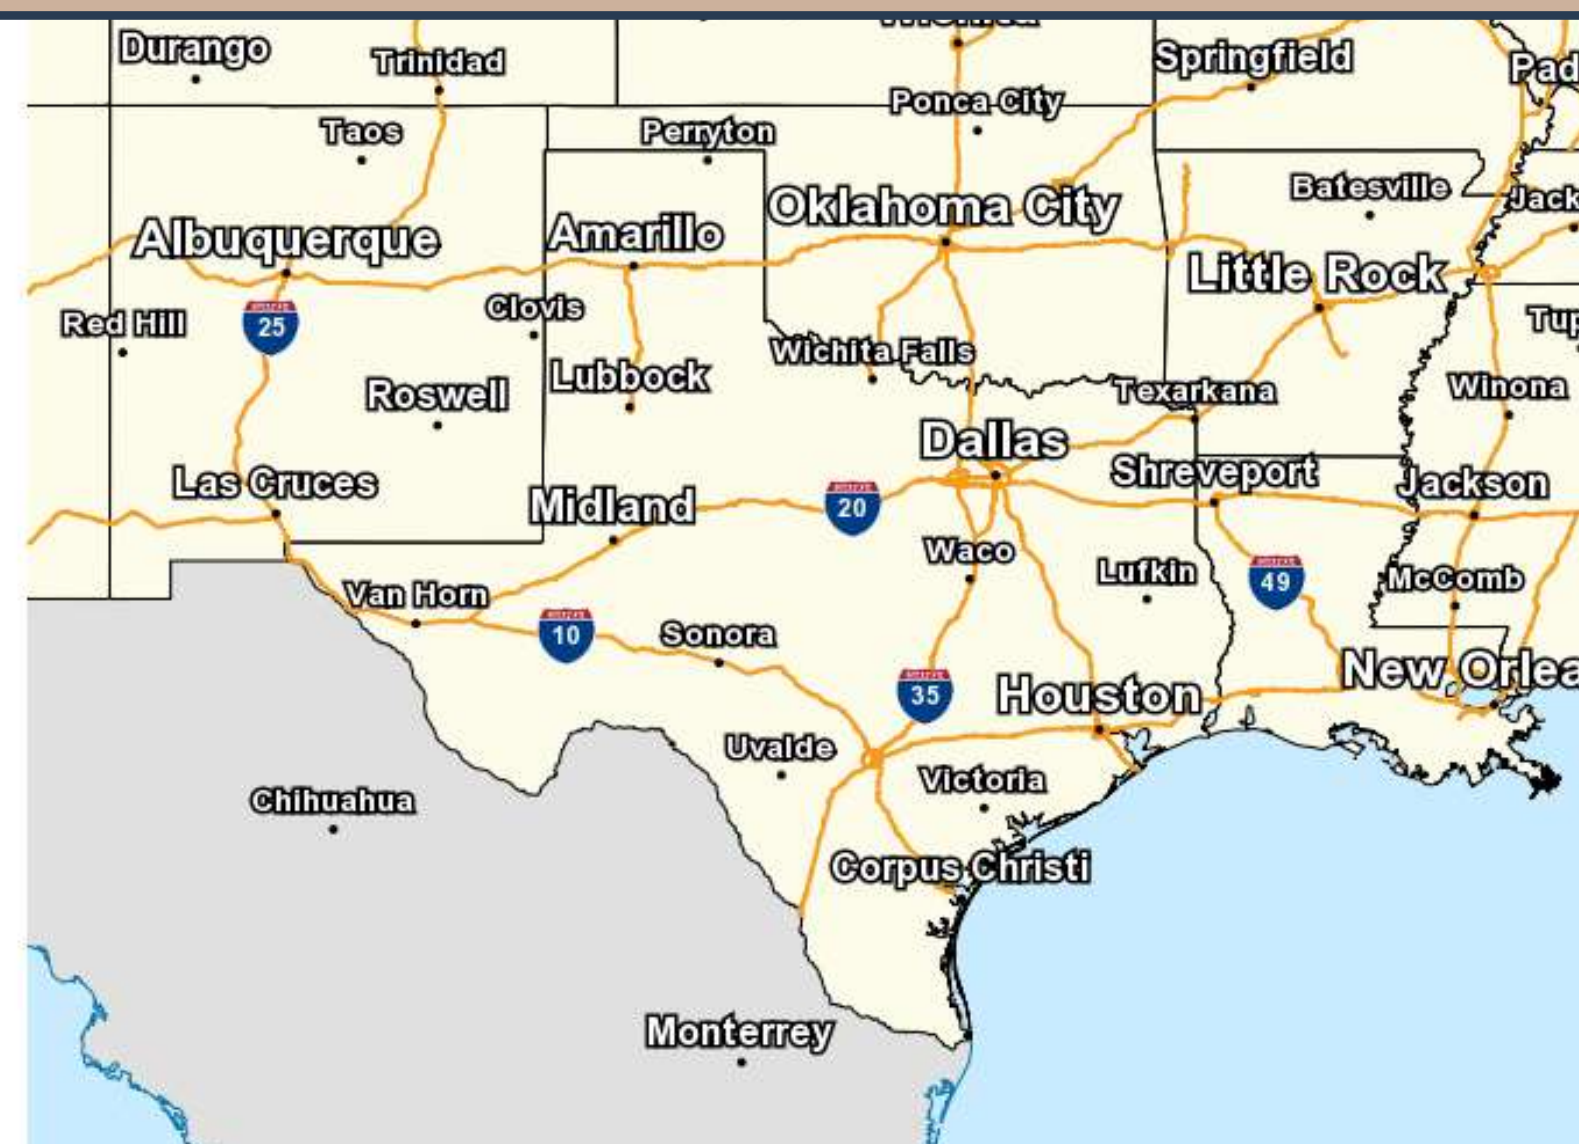 Durango
Trinidad
Springfield
Ponca City
Taos
Perryton
Batesville
Oklahoma City
Albuquerque
Amarillo
Little Rock
Clovis
Red Hill
25
Wichita Falls
Lubbock
Roswell
Texarkana
Winona
Dallas
Las Cruces
Shreveport
Jackson
Midland
20
Waco
Lufkin
49
McComb
Van Horn
10
Sonora
New Orlea
35
Houston
Uvalde
Victoria
Chihuahua
Corpus Christi
Monterrey
Pad
Jack
Tup